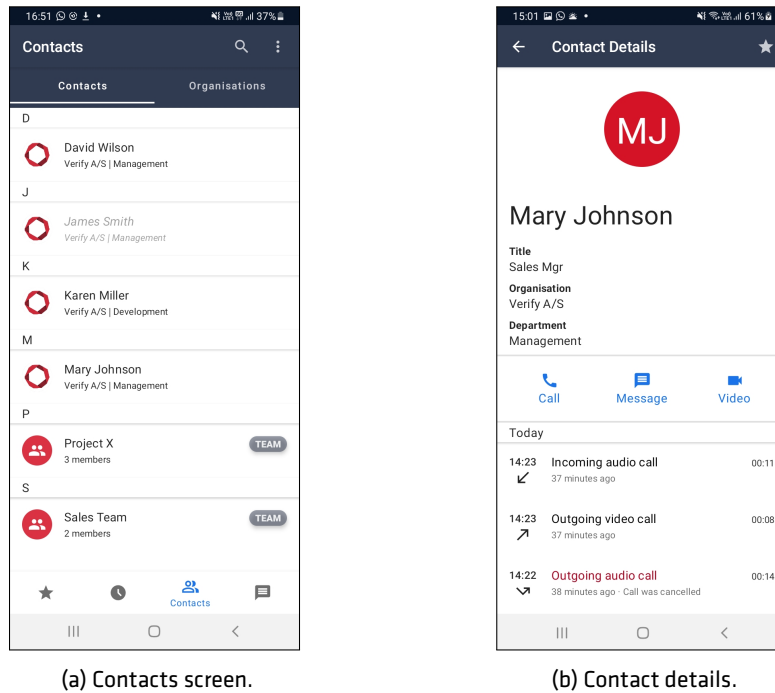 16:51 37%
Contacts
Contacts Organisations
D
David Wilson
Verify A/S | Management
J
James Smith
Verify A/S | Management
K
Karen Miller
Verify A/S | Development
M
Mary Johnson
Verify A/S | Management
P
Project X TEAM
3 members
S
Sales Team TEAM
2 members
Contacts
(a) Contacts screen.
15:01 61%
Contact Details
MJ
Mary Johnson
Title
Sales Mgr
Organisation
Verify A/S
Department
Management
Call Message Video
Today
14:23 Incoming audio call 00:11
37 minutes ago
14:23 Outgoing video call 00:08
37 minutes ago
14:22 Outgoing audio call 00:14
38 minutes ago · Call was cancelled
(b) Contact details.